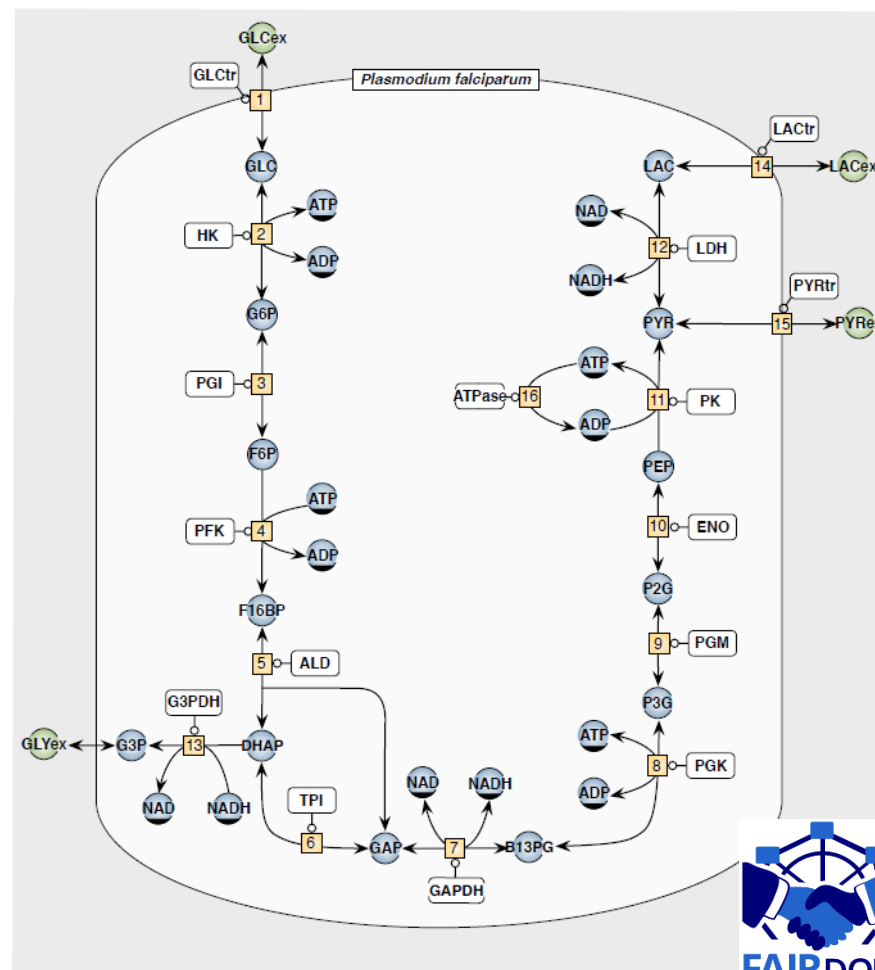 GLCex
GLCtr
Plasmodium falciparum
1
LACtr
GLC
LAC
14
LACex
ATP
NAD
HK
2
12
LDH
ADP
NADH
PYRtr
G6P
PYR
15
PYRe
ATP
PGI
3
ATPase
16
11
PK
ADP
F6P
PEP
ATP
PFK
4
10
ENO
ADP
P2G
F16BP
5
ALD
9
PGM
G3PDH
P3G
GLYex
G3P
13
DHAP
ATP
8
PGK
NAD
NADH
TPI
NAD
NADH
ADP
6
GAP
7
B13PG
GAPDH